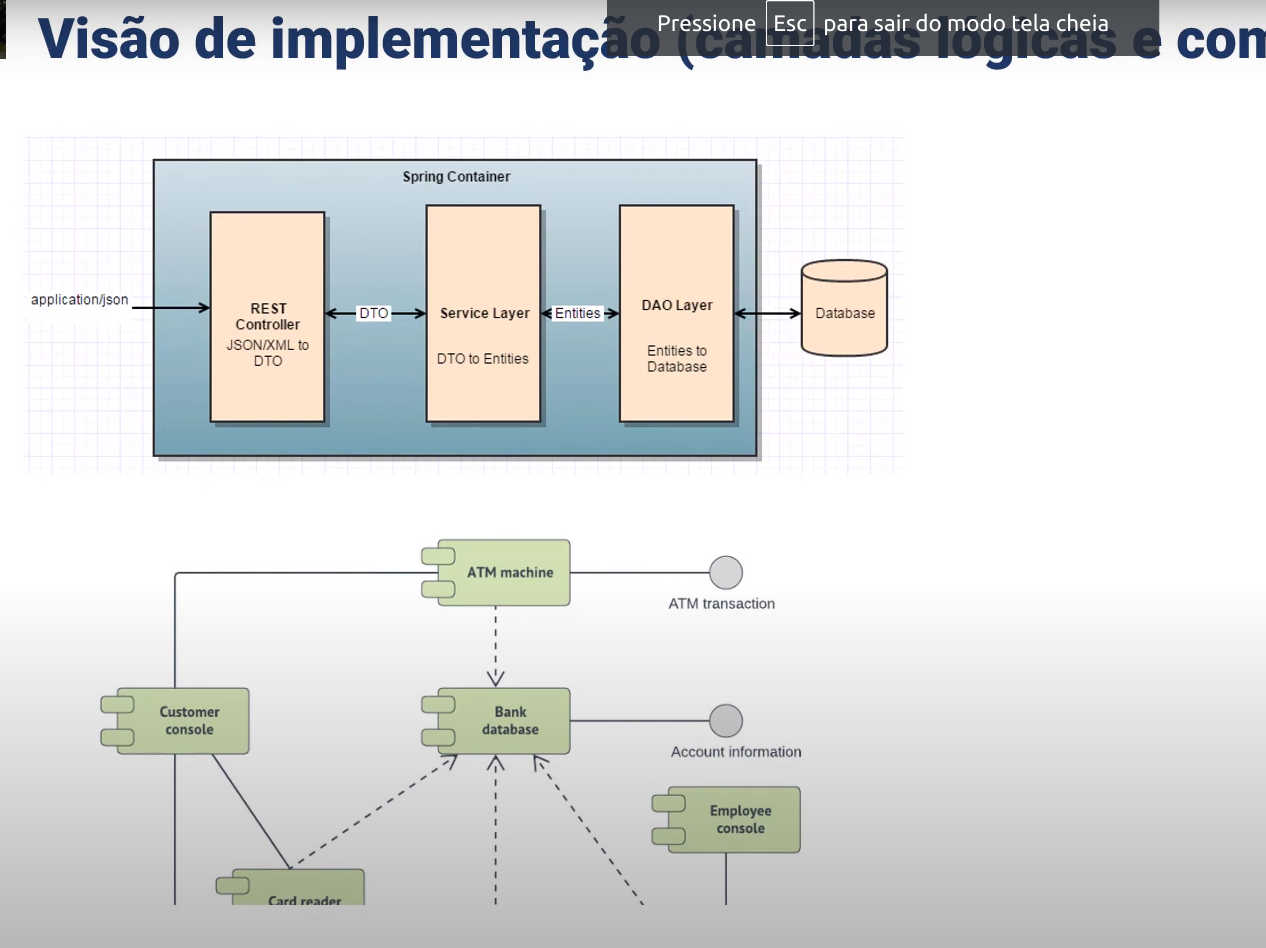 Pressione Esc para sair do modo tela cheia
Visão de implementação (camadas lógicas e com
Spring Container
application/json
REST
Controller
JSON/XML to
DTO
DTO
Service Layer
DTO to Entities
Entities
DAO Layer
Entities to
Database
Database
ATM machine
ATM transaction
Customer
console
Bank
database
Account information
Employee
console
Card reader